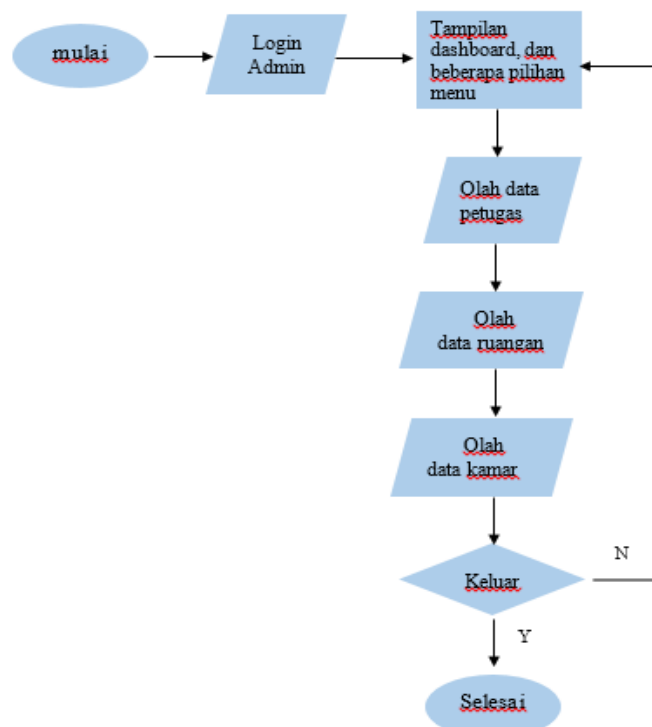 mulai
Login
Admin
Tampilan
dashboard, dan
beberapa pilihan
menu
Olah data
petugas
Olah
data ruangan
Olah
data kamar
Keluar
N
Y
Selesai